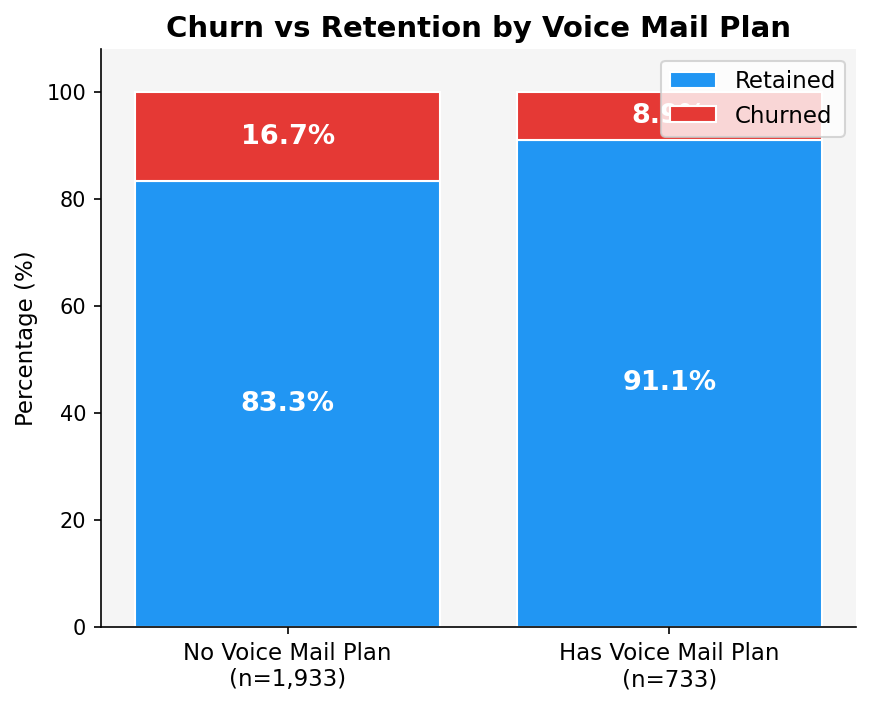 Churn vs Retention by Voice Mail Plan
Retained
Churned
Percentage (%)
100
80
60
40
20
0
16.7%
83.3%
91.1%
No Voice Mail Plan
(n=1,933)
Has Voice Mail Plan
(n=733)